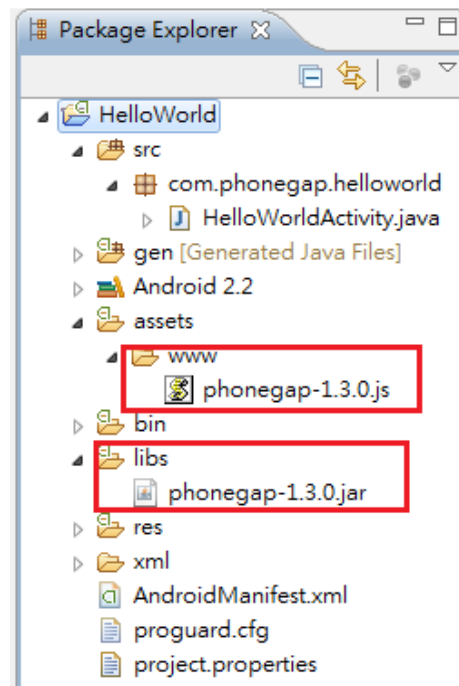 Package Explorer
HelloWorld
src
com.phonegap.helloworld
HelloWorldActivity.java
gen [Generated Java Files]
Android 2.2
assets
www
phonegap-1.3.0.js
bin
libs
phonegap-1.3.0.jar
res
xml
AndroidManifest.xml
proguard.cfg
project.properties